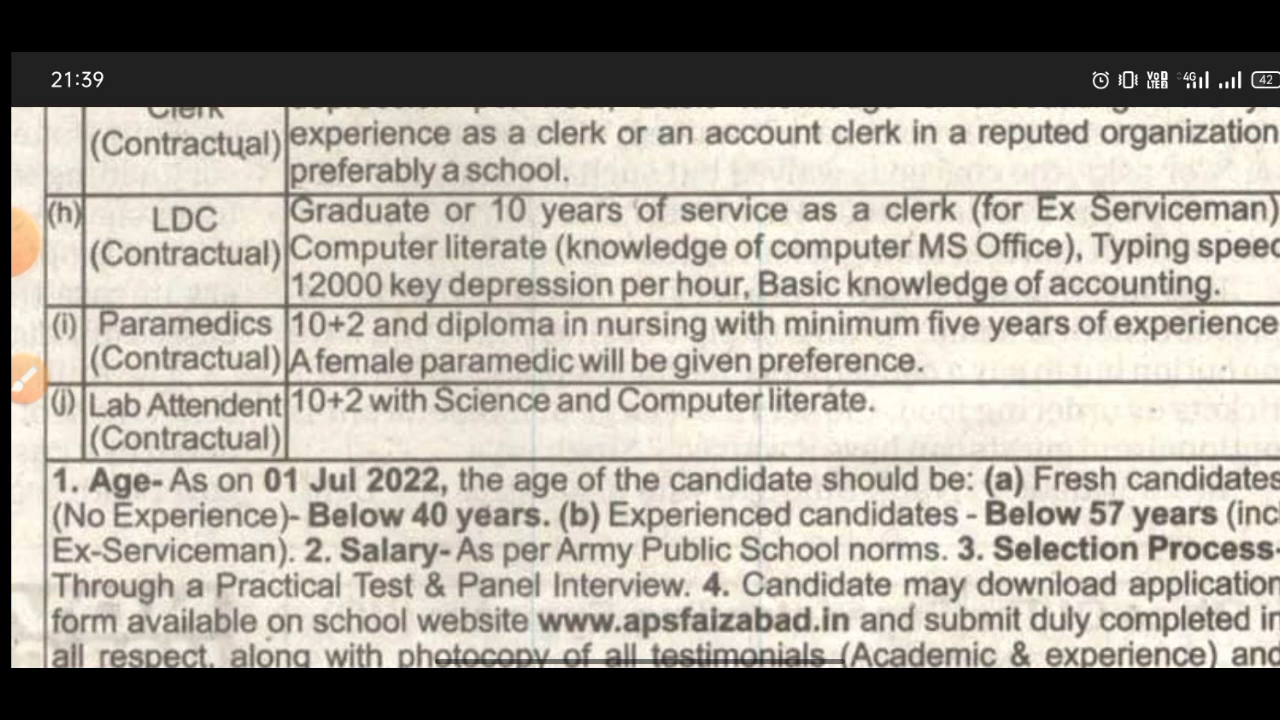 21:39
VoD LTE2 4G 42
Clerk
(Contractual)
experience as a clerk or an account clerk in a reputed organization
preferably a school.
(h) LDC (Contractual)
Graduate or 10 years of service as a clerk (for Ex Serviceman)
Computer literate (knowledge of computer MS Office), Typing speed
12000 key depression per hour, Basic knowledge of accounting.
(i) Paramedics (Contractual)
10+2 and diploma in nursing with minimum five years of experience
A female paramedic will be given preference.
(j) Lab Attendent (Contractual)
10+2 with Science and Computer literate.
1. Age- As on 01 Jul 2022, the age of the candidate should be: (a) Fresh candidates
(No Experience)- Below 40 years. (b) Experienced candidates - Below 57 years (incl
Ex-Serviceman). 2. Salary- As per Army Public School norms. 3. Selection Process-
Through a Practical Test & Panel Interview. 4. Candidate may download application
form available on school website www.apsfaizabad.in and submit duly completed in
all respect, along with photocopy of all testimonials (Academic & experience) and